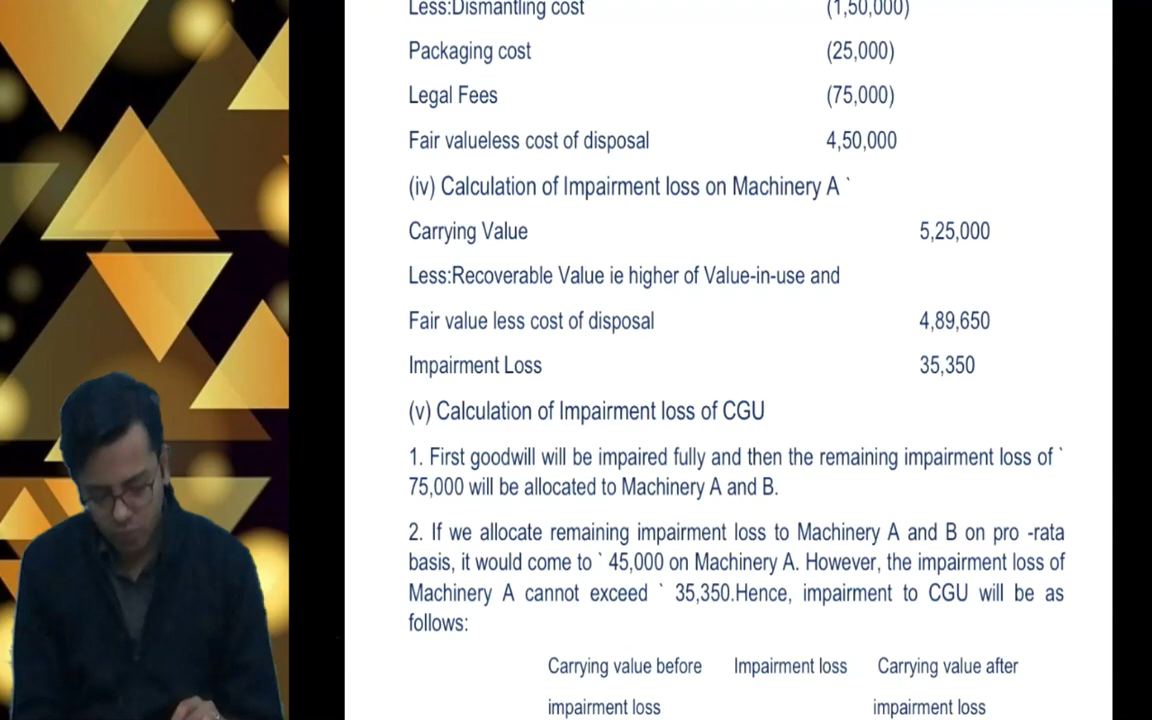 Less:Dismantling cost (1,50,000)
Packaging cost (25,000)
Legal Fees (75,000)
Fair valueless cost of disposal 4,50,000
(iv) Calculation of Impairment loss on Machinery A `
Carrying Value 5,25,000
Less:Recoverable Value ie higher of Value-in-use and
Fair value less cost of disposal 4,89,650
Impairment Loss 35,350
(v) Calculation of Impairment loss of CGU
1. First goodwill will be impaired fully and then the remaining impairment loss of `
75,000 will be allocated to Machinery A and B.
2. If we allocate remaining impairment loss to Machinery A and B on pro -rata
basis, it would come to ` 45,000 on Machinery A. However, the impairment loss of
Machinery A cannot exceed ` 35,350.Hence, impairment to CGU will be as
follows:
Carrying value before Impairment loss Carrying value after
impairment loss impairment loss